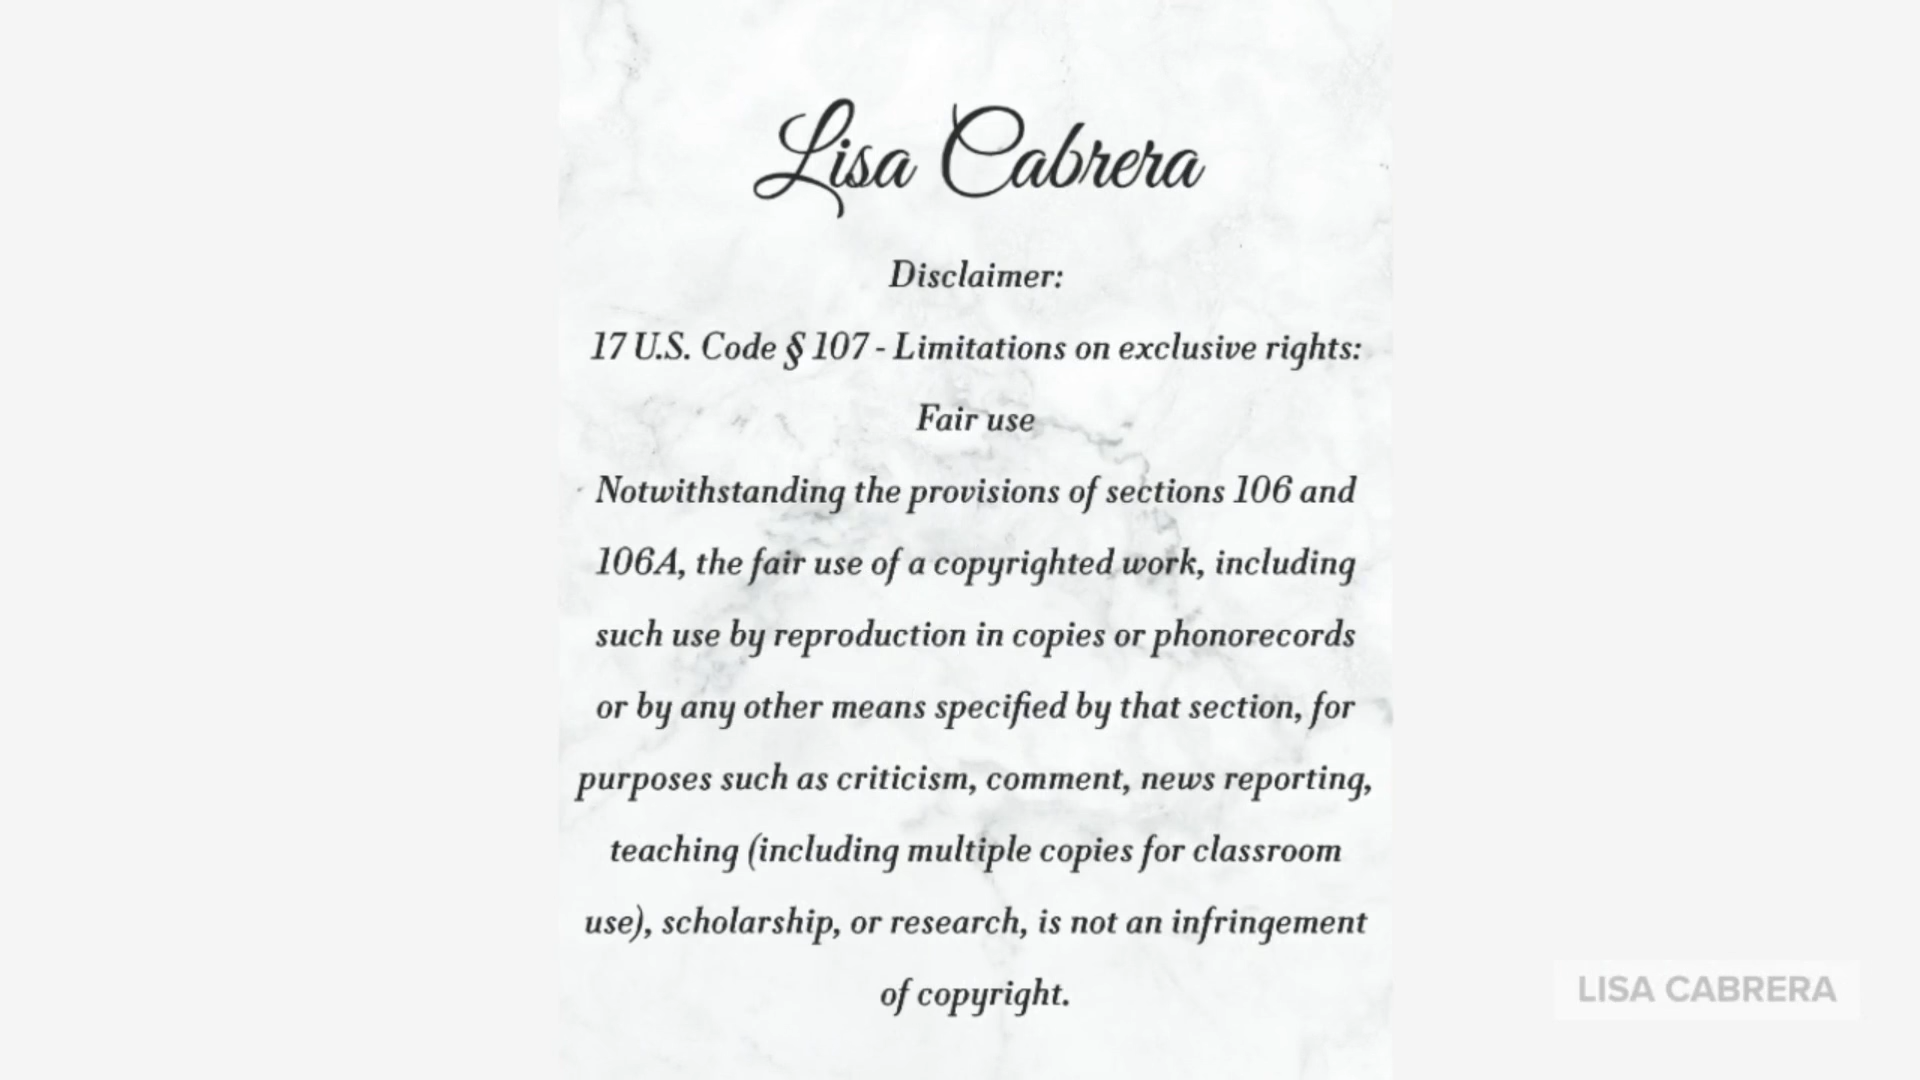 Lisa Cabrera
Disclaimer:
17 U.S. Code § 107 - Limitations on exclusive rights:
Fair use
Notwithstanding the provisions of sections 106 and
106A, the fair use of a copyrighted work, including
such use by reproduction in copies or phonorecords
or by any other means specified by that section, for
purposes such as criticism, comment, news reporting,
teaching (including multiple copies for classroom
use), scholarship, or research, is not an infringement
of copyright.
LISA CABRERA